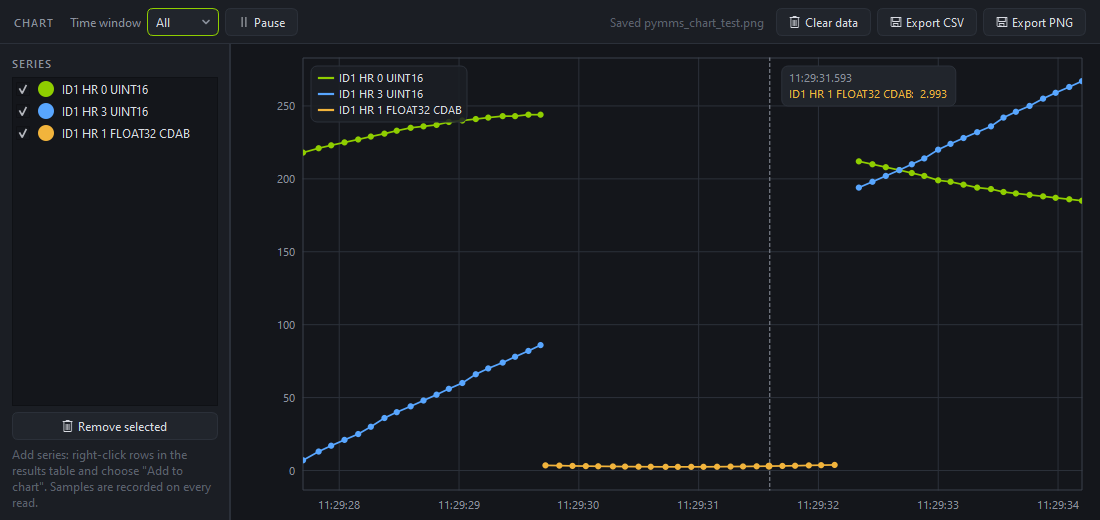 CHART Time window All Pause Saved pymms_chart_test.png Clear data Export CSV Export PNG
SERIES
ID1 HR 0 UINT16
ID1 HR 3 UINT16
ID1 HR 1 FLOAT32 CDAB
Remove selected
Add series: right-click rows in the
results table and choose "Add to
chart". Samples are recorded on every
read.
ID1 HR 0 UINT16
ID1 HR 3 UINT16
ID1 HR 1 FLOAT32 CDAB
11:29:31.593
ID1 HR 1 FLOAT32 CDAB: 2.993
250
200
150
100
50
0
11:29:28 11:29:29 11:29:30 11:29:31 11:29:32 11:29:33 11:29:34